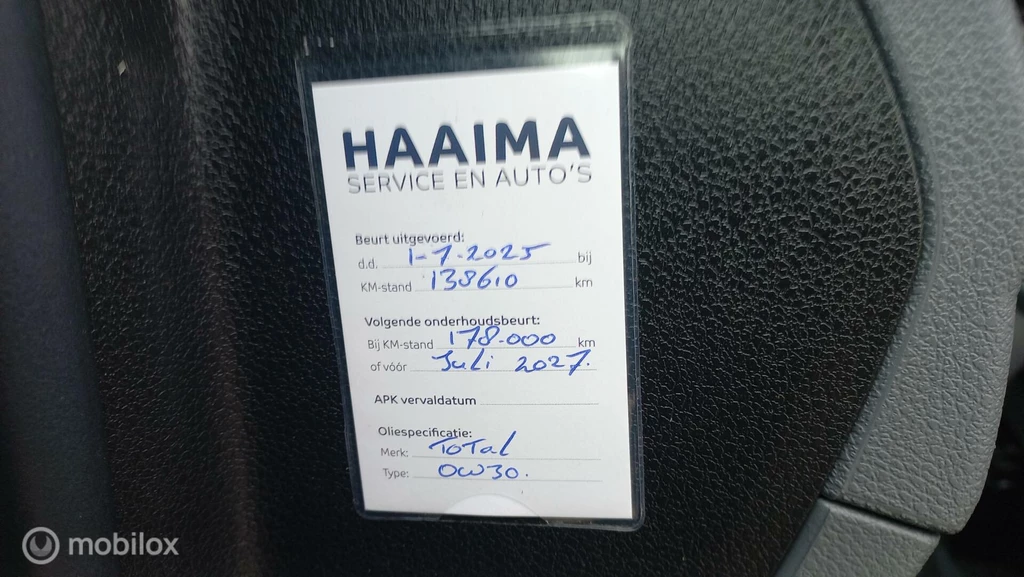 HAAIMA
SERVICE EN AUTO'S
Beurt uitgevoerd:
d.d. 1-7-2025 bij
KM-stand 138610 km
Volgende onderhoudsbeurt:
Bij KM-stand 178.000 km
of vóór Juli 2027.
APK vervaldatum
Oliespecificatie:
Merk: Total
Type: 0W30.
mobilox